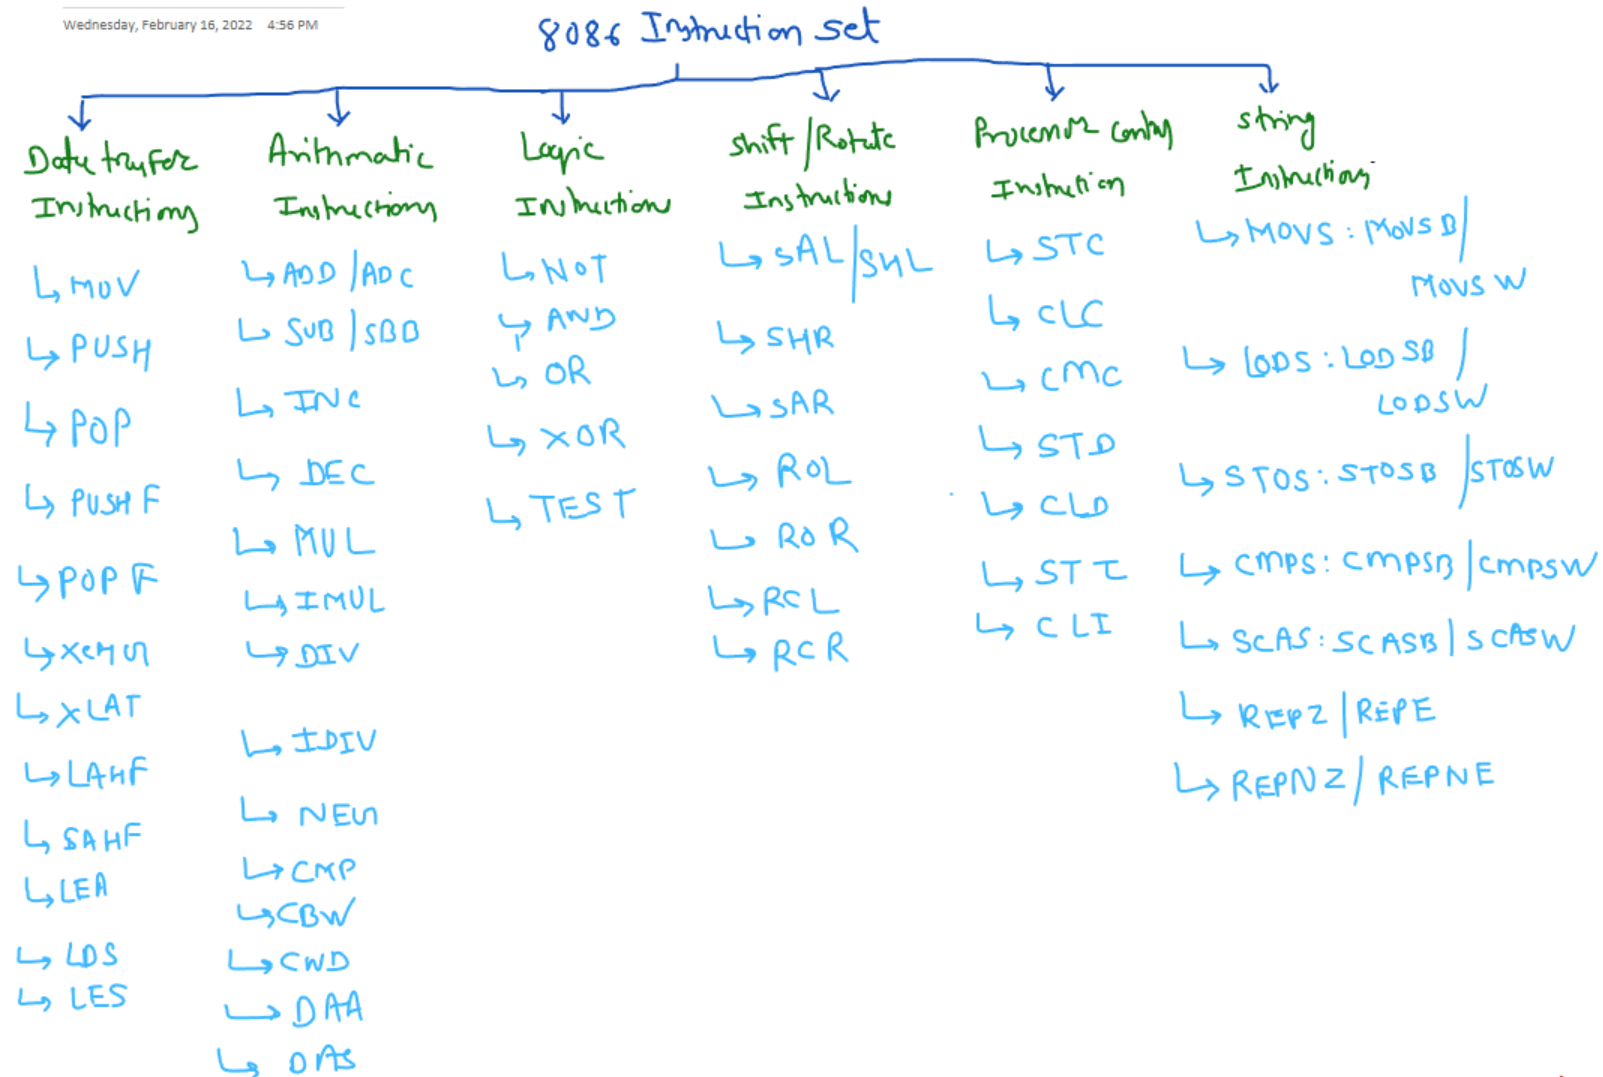 Wednesday, February 16, 2022 4:56 PM
8086 Instruction set
Data tranfer
Instructions
↳ MOV
↳ PUSH
↳ POP
↳ PUSHF
↳ POPF
↳ XCHG
↳ XLAT
↳ LAHF
↳ SAHF
↳ LEA
↳ LDS
↳ LES
Arithmatic
Instructions
↳ ADD/ADC
↳ SUB/SBB
↳ INC
↳ DEC
↳ MUL
↳ IMUL
↳ DIV
↳ IDIV
↳ NEG
↳ CMP
↳ CBW
↳ CWD
↳ DAA
↳ DAS
Logic
Instructions
↳ NOT
↳ AND
↳ OR
↳ XOR
↳ TEST
Shift/Rotate
Instructions
↳ SAL/SHL
↳ SHR
↳ SAR
↳ ROL
↳ ROR
↳ RCL
↳ RCR
Processor
Instruction
↳ STC
↳ CLC
↳ CMC
↳ STD
↳ CLD
↳ STI
↳ CLI
string
Instructions
↳ MOVS : MOVSB/
MOVSW
↳ LODS : LODSB/
LODSW
↳ STOS : STOSB/STOSW
↳ CMPS : CMPSB|CMPSW
↳ SCAS : SCASB|SCASW
↳ REPZ|REPE
↳ REPNZ/REPNE